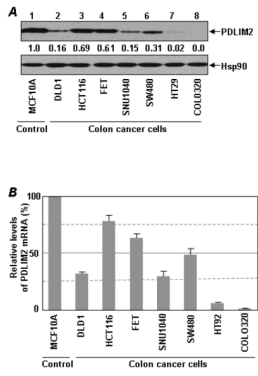 A
1 2 3 4 5 6 7 8
PDLIM2
1.0 0.16 0.69 0.61 0.15 0.31 0.02 0.0
Hsp90
MCF10A DLD1 HCT116 FET SNU1040 SW480 HT29 COLO320
Control Colon cancer cells
B
Relative levels
of PDLIM2 mRNA (%)
100
50
0
MCF10A DLD1 HCT116 FET SNU1040 SW480 HT92 COLO320
Control Colon cancer cells